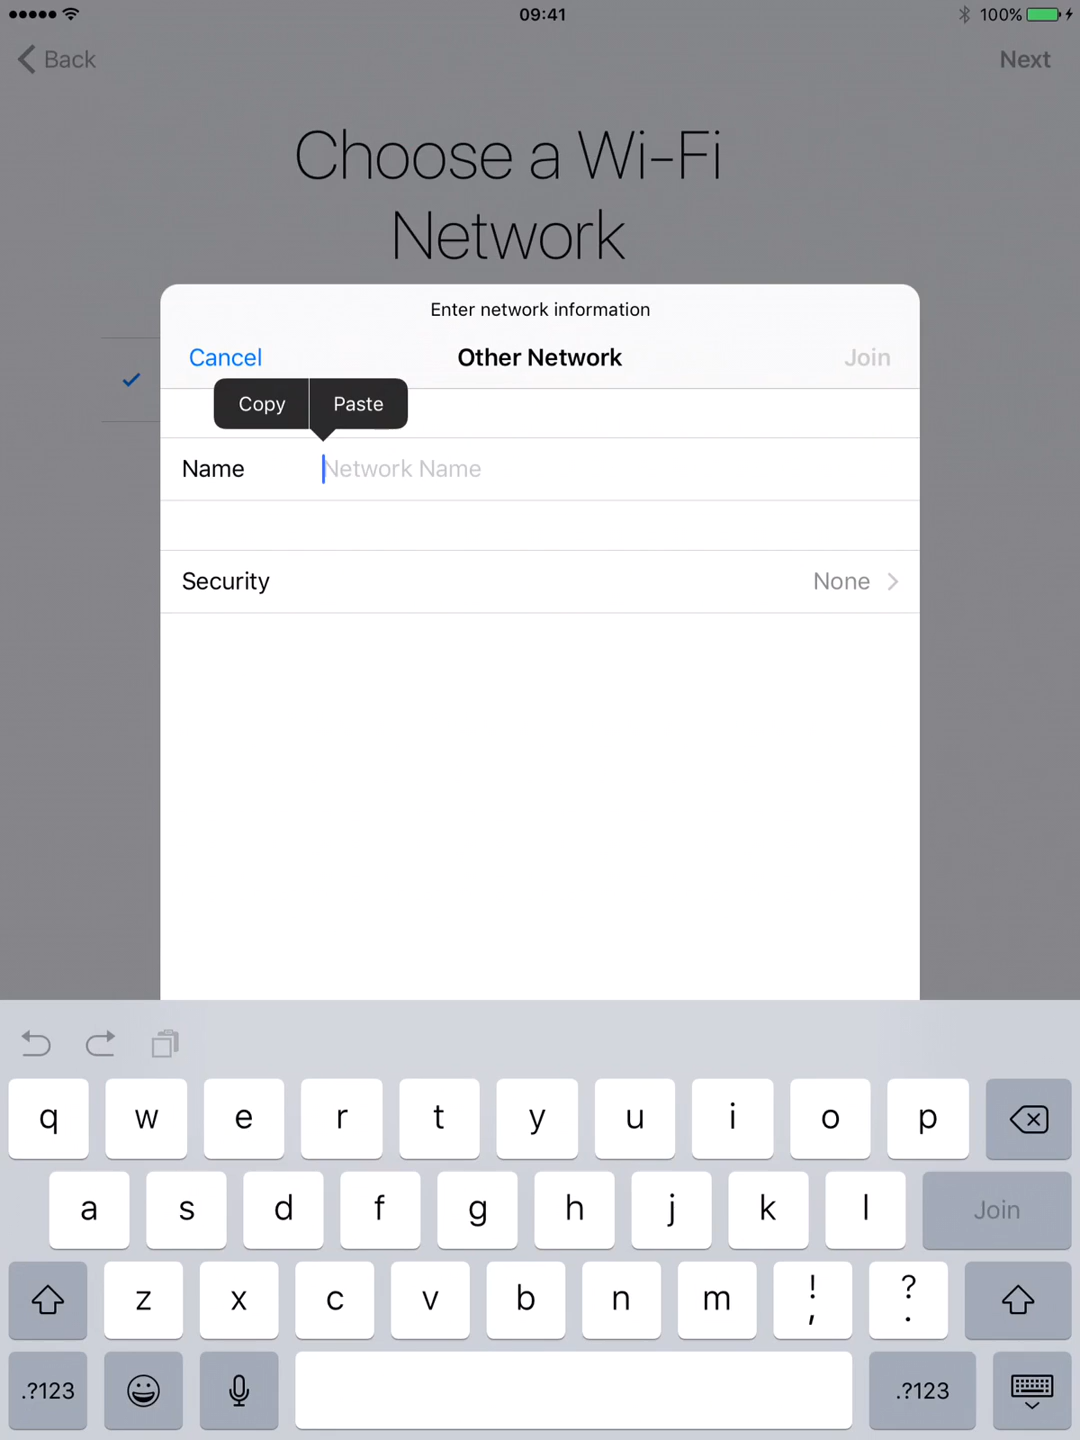 09:41
100%
Back
Next
Choose a Wi-Fi
Network
Enter network information
Cancel
Other Network
Join
Copy
Paste
Name
Network Name
Security
None
q w e r t y u i o p
a s d f g h j k l Join
z x c v b n m ! , ? .
.?123 .?123